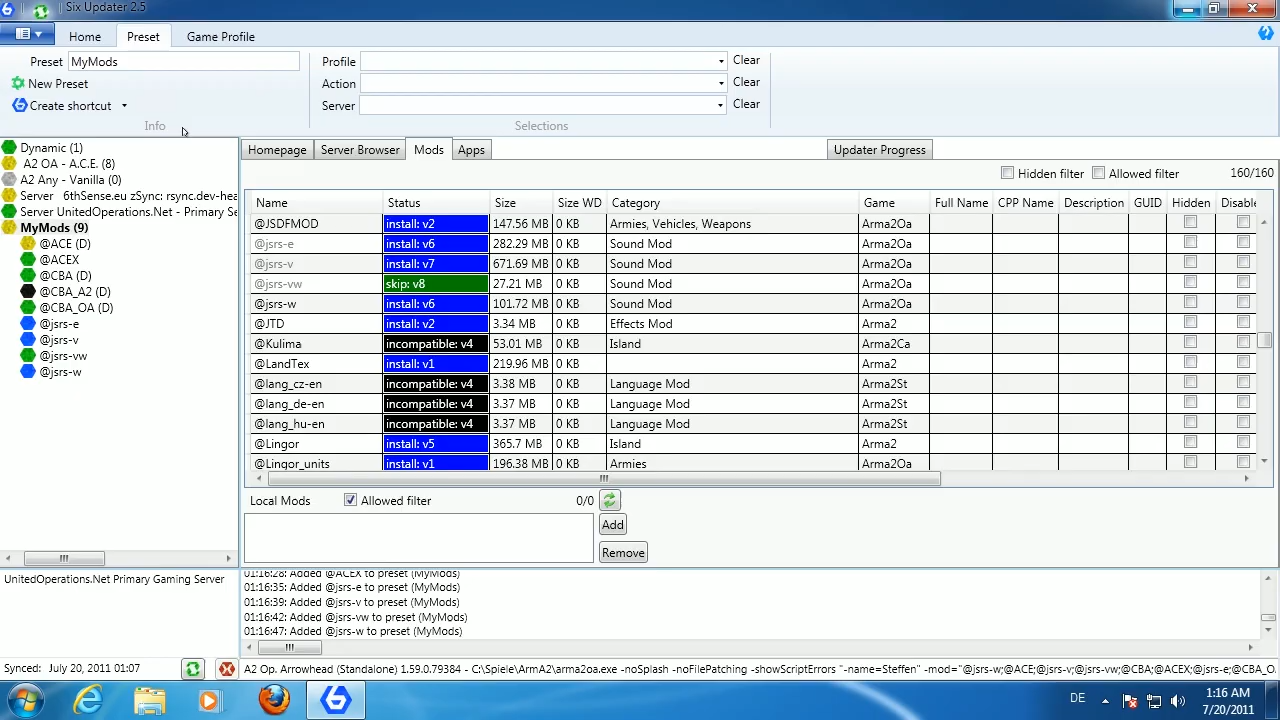 Six Updater 2.5
Home Preset Game Profile
Preset MyMods
New Preset
Create shortcut
Info
Profile Clear
Action Clear
Server Clear
Selections
Dynamic (1)
A2 OA - A.C.E. (8)
A2 Any - Vanilla (0)
Server 6thSense.eu zSync: rsync.dev-hea
Server UnitedOperations.Net - Primary Se
MyMods (9)
@ACE (D)
@ACEX
@CBA (D)
@CBA_A2 (D)
@CBA_OA (D)
@jsrs-e
@jsrs-v
@jsrs-vw
@jsrs-w
Homepage Server Browser Mods Apps Updater Progress
Hidden filter Allowed filter 160/160
Name Status Size Size WD Category Game Full Name CPP Name Description GUID Hidden Disable
@JSDFMOD install: v2 147.56 MB 0 KB Armies, Vehicles, Weapons Arma2Oa
@jsrs-e install: v6 282.29 MB 0 KB Sound Mod Arma2Oa
@jsrs-v install: v7 671.69 MB 0 KB Sound Mod Arma2Oa
@jsrs-vw skip: v8 27.21 MB 0 KB Sound Mod Arma2Oa
@jsrs-w install: v6 101.72 MB 0 KB Sound Mod Arma2Oa
@JTD install: v2 3.34 MB 0 KB Effects Mod Arma2
@Kulima incompatible: v4 53.01 MB 0 KB Island Arma2Ca
@LandTex install: v1 219.96 MB 0 KB Arma2
@lang_cz-en incompatible: v4 3.38 MB 0 KB Language Mod Arma2St
@lang_de-en incompatible: v4 3.37 MB 0 KB Language Mod Arma2St
@lang_hu-en incompatible: v4 3.37 MB 0 KB Language Mod Arma2St
@Lingor install: v5 365.7 MB 0 KB Island Arma2
@Lingor_units install: v1 196.38 MB 0 KB Armies Arma2Oa
Local Mods Allowed filter 0/0
Add
Remove
UnitedOperations.Net Primary Gaming Server
01:16:28: Added @ACEX to preset (MyMods)
01:16:35: Added @jsrs-e to preset (MyMods)
01:16:39: Added @jsrs-v to preset (MyMods)
01:16:42: Added @jsrs-vw to preset (MyMods)
01:16:47: Added @jsrs-w to preset (MyMods)
Synced: July 20, 2011 01:07
A2 Op. Arrowhead (Standalone) 1.59.0.79384 - C:\Spiele\ArmA2\arma2oa.exe -noSplash -noFilePatching -showScriptErrors "-name=Steffen" -mod="@jsrs-w;@ACE;@jsrs-v;@jsrs-vw;@CBA;@ACEX;@jsrs-e;@CBA_O
DE
1:16 AM
7/20/2011